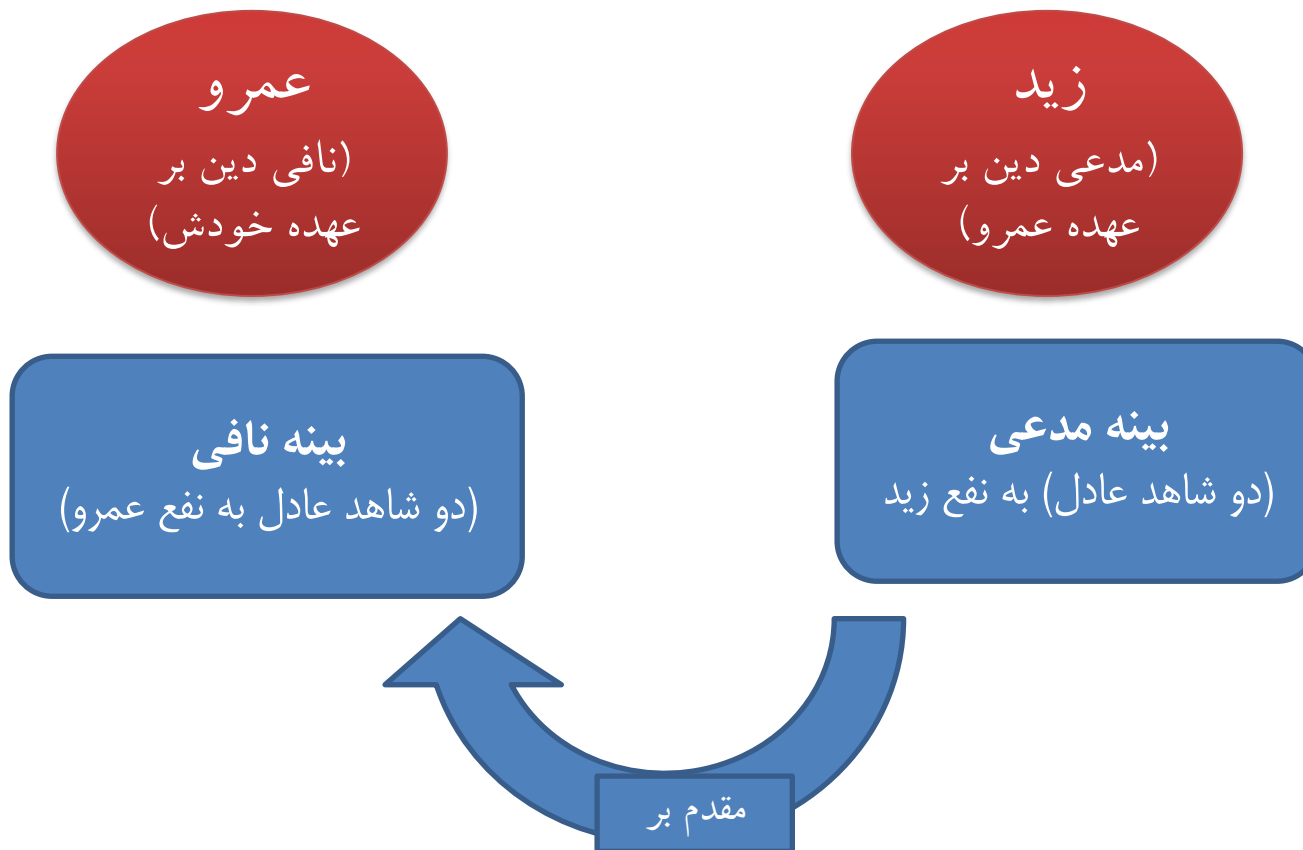 زید
(مدعی دین بر
عهده عمرو)
عمرو
(نافی دین بر
عهده خودش)
بینه مدعی
(دو شاهد عادل) به نفع زید
بینه نافی
(دو شاهد عادل به نفع عمرو)
مقدم بر